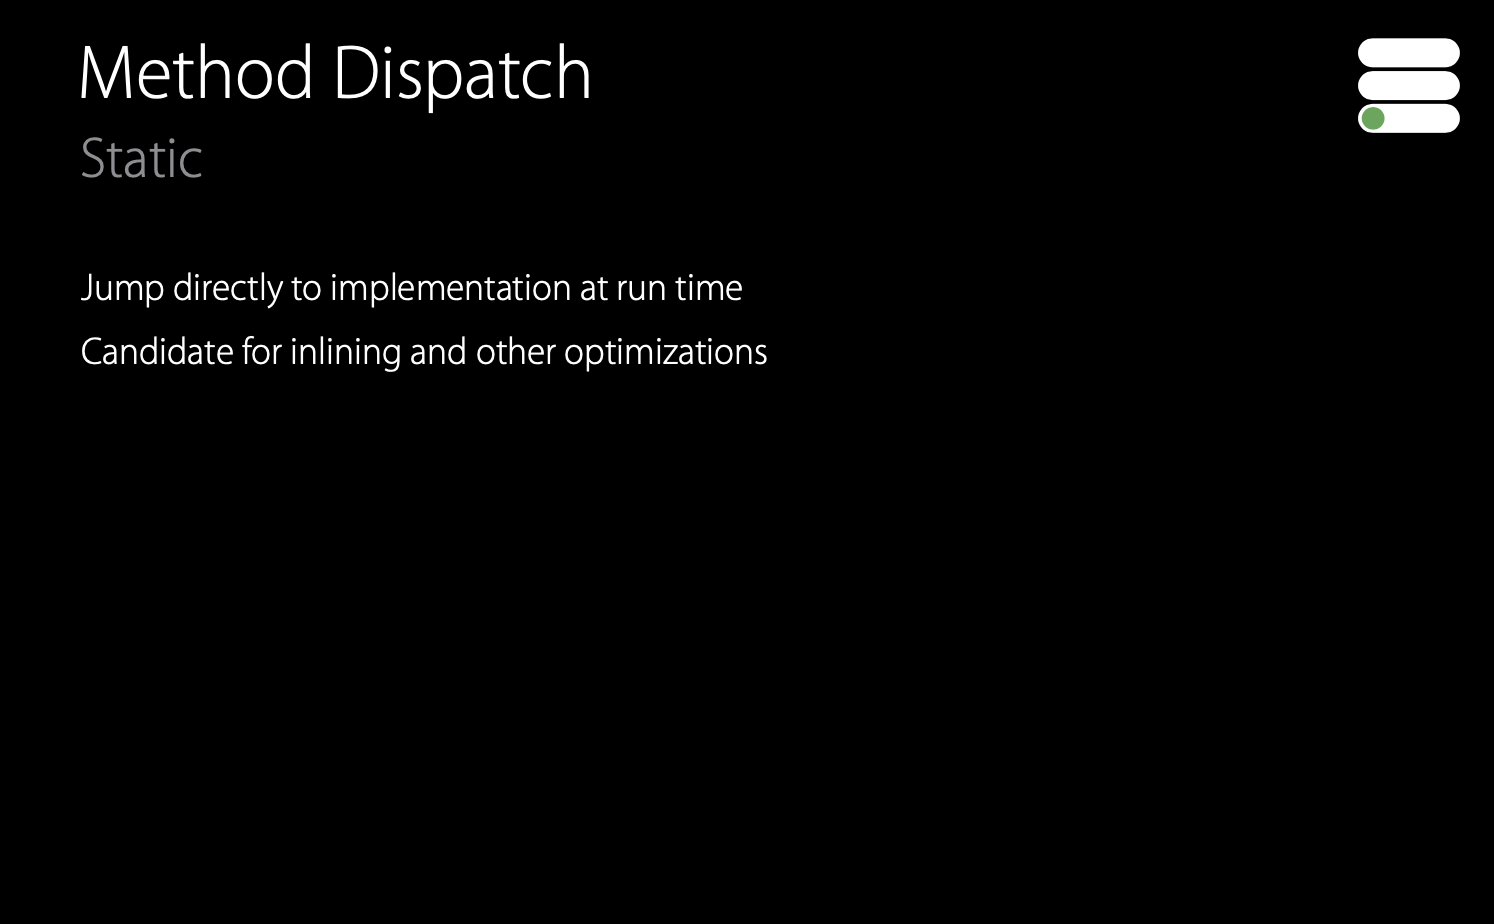 Method Dispatch
Static
Jump directly to implementation at run time
Candidate for inlining and other optimizations